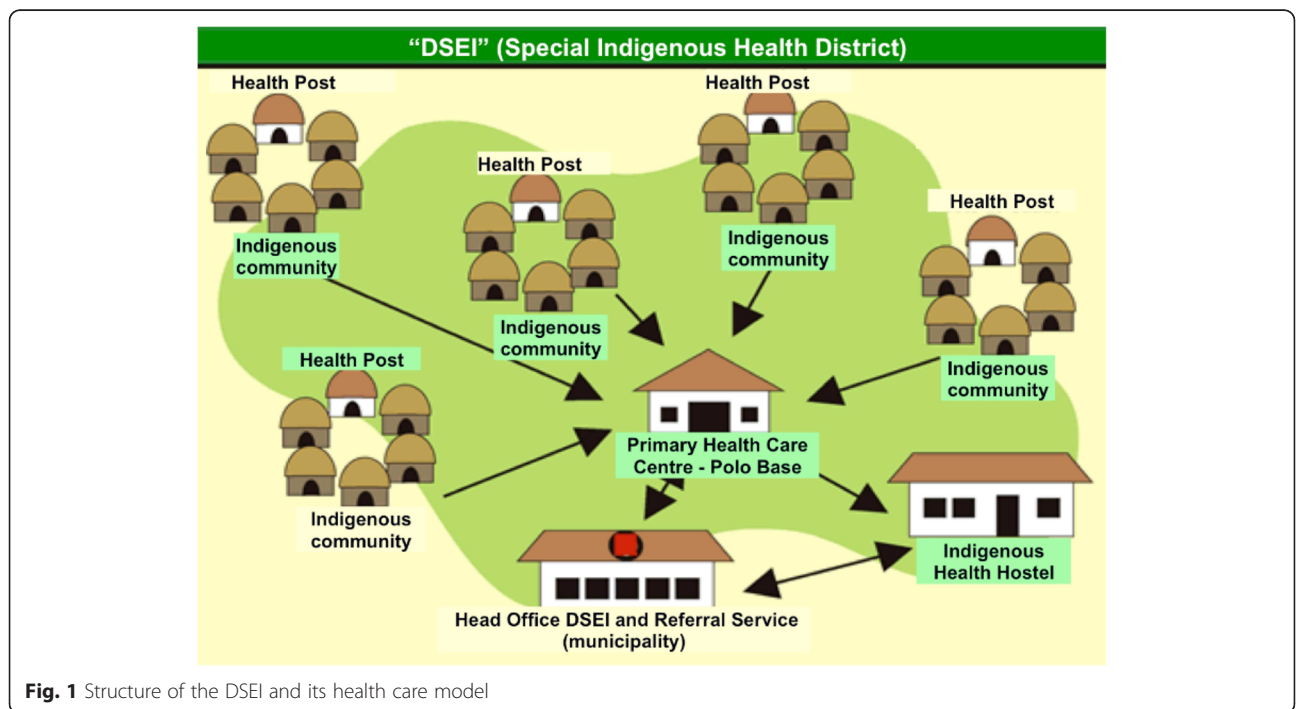 “DSEI” (Special Indigenous Health District)
Health Post
Indigenous
community
Health Post
Indigenous
community
Health Post
Indigenous
community
Health Post
Indigenous
community
Health Post
Indigenous
community
Primary Health Care
Centre - Polo Base
Indigenous
Health Hostel
Head Office DSEI and Referral Service
(municipality)
Fig. 1 Structure of the DSEI and its health care model